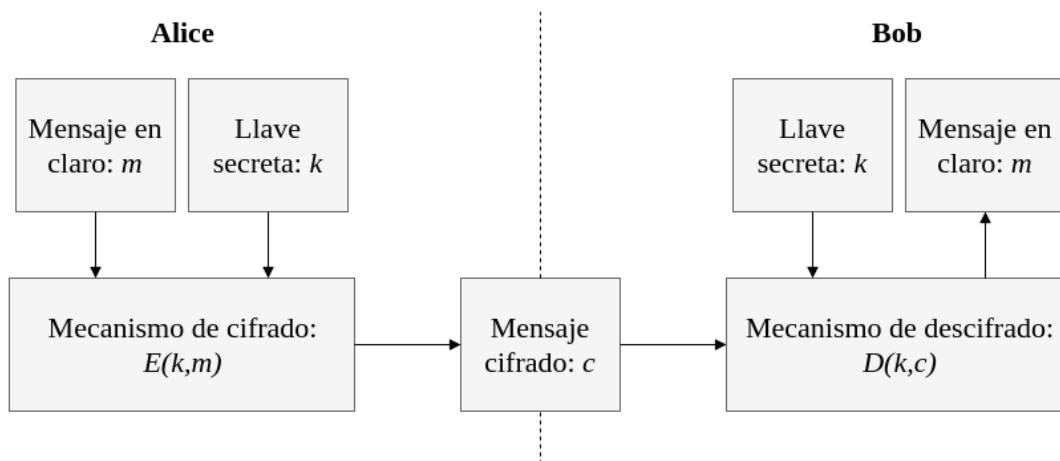 Alice
Bob
Mensaje en
claro: m
Llave
secreta: k
Llave
secreta: k
Mensaje en
claro: m
Mecanismo de cifrado:
E(k,m)
Mensaje
cifrado: c
Mecanismo de descifrado:
D(k,c)